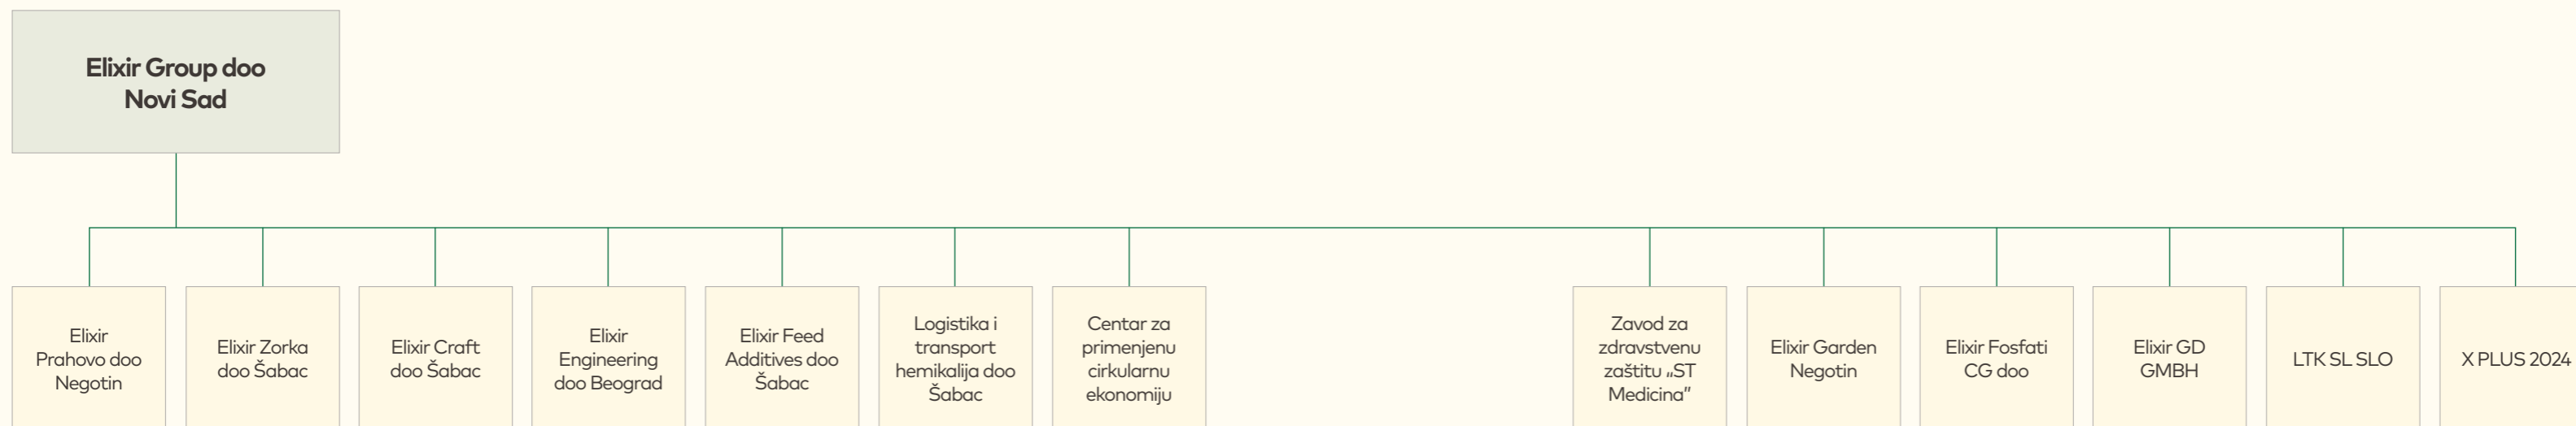 Elixir Group doo
Novi Sad
Elixir
Prahovo doo
Negotin
Elixir Zorka
doo Šabac
Elixir Craft
doo Šabac
Elixir
Engineering
doo Beograd
Elixir Feed
Additives doo
Šabac
Logistika i
transport
hemikalija doo
Šabac
Centar za
primenjenu
cirkularnu
ekonomiju
Zavod za
zdravstvenu
zaštitu „ST
Medicina”
Elixir Garden
Negotin
Elixir Fosfati
CG doo
Elixir GD
GMBH
LTK SL SLO
X PLUS 2024